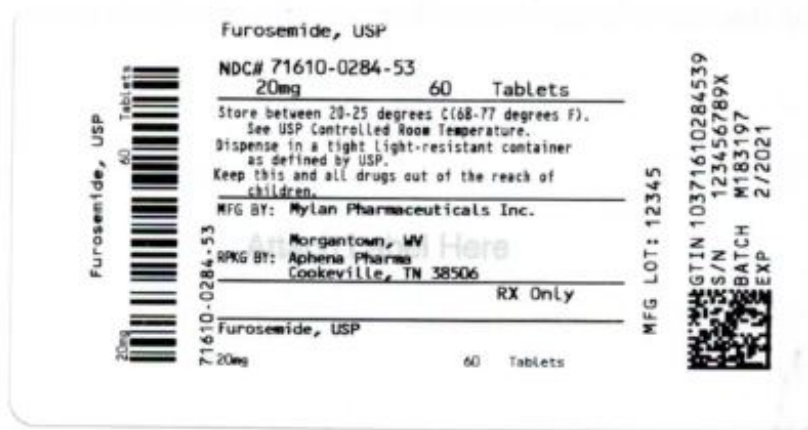 Furosemide, USP
NDC# 71610-0284-53
20mg 60 Tablets
Store between 20-25 degrees C(68-77 degrees F).
See USP Controlled Room Temperature.
Dispense in a tight light-resistant container
as defined by USP.
Keep this and all drugs out of the reach of
children.
MFG BY: Mylan Pharmaceuticals Inc.
Morgantown, WV
RPKG BY: Aphena Pharma
Cookeville, TN 38506
RX Only
Furosemide, USP
20mg 60 Tablets
Furosemide, USP
20mg 60 Tablets
71610-0284-53
MFG LOT: 12345
GTIN 10371610284539
S/N 123456789X
BATCH M183197
EXP 2/2021